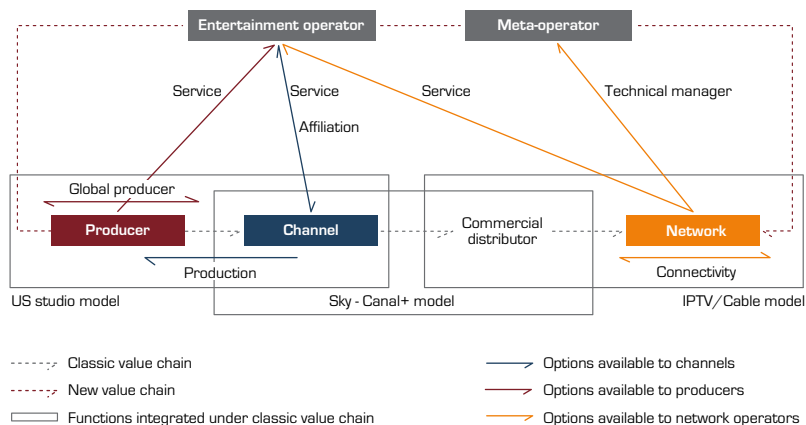 Entertainment operator
Meta-operator
Service
Service
Service
Technical manager
Affiliation
Global producer
Producer
Channel
Commercial
distributor
Network
Production
Connectivity
US studio model
Sky - Canal+ model
IPTV/Cable model
Classic value chain
Options available to channels
New value chain
Options available to producers
Functions integrated under classic value chain
Options available to network operators